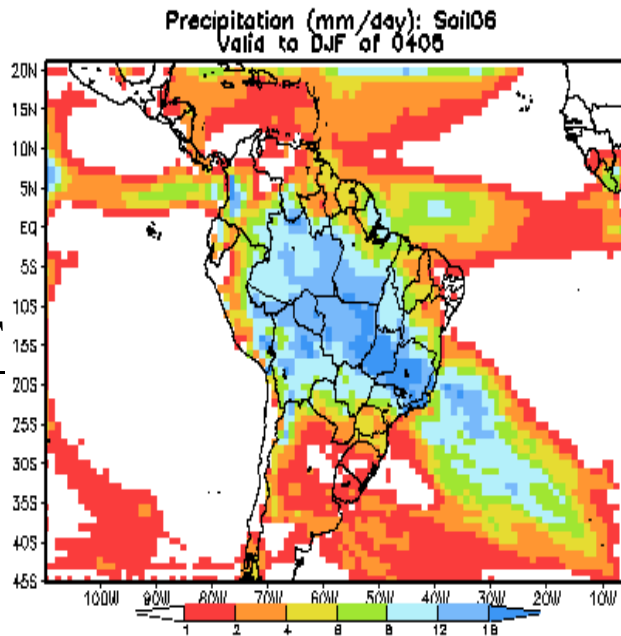 Precipitation (mm/day): Soil06
Valid to DJF of 0405
20N
15N
10N
5N
EQ
5S
10S
15S
20S
25S
30S
35S
40S
45S
100W 90W 80W 70W 60W 50W 40W 30W 20W 10W
1 2 4 6 8 12 16